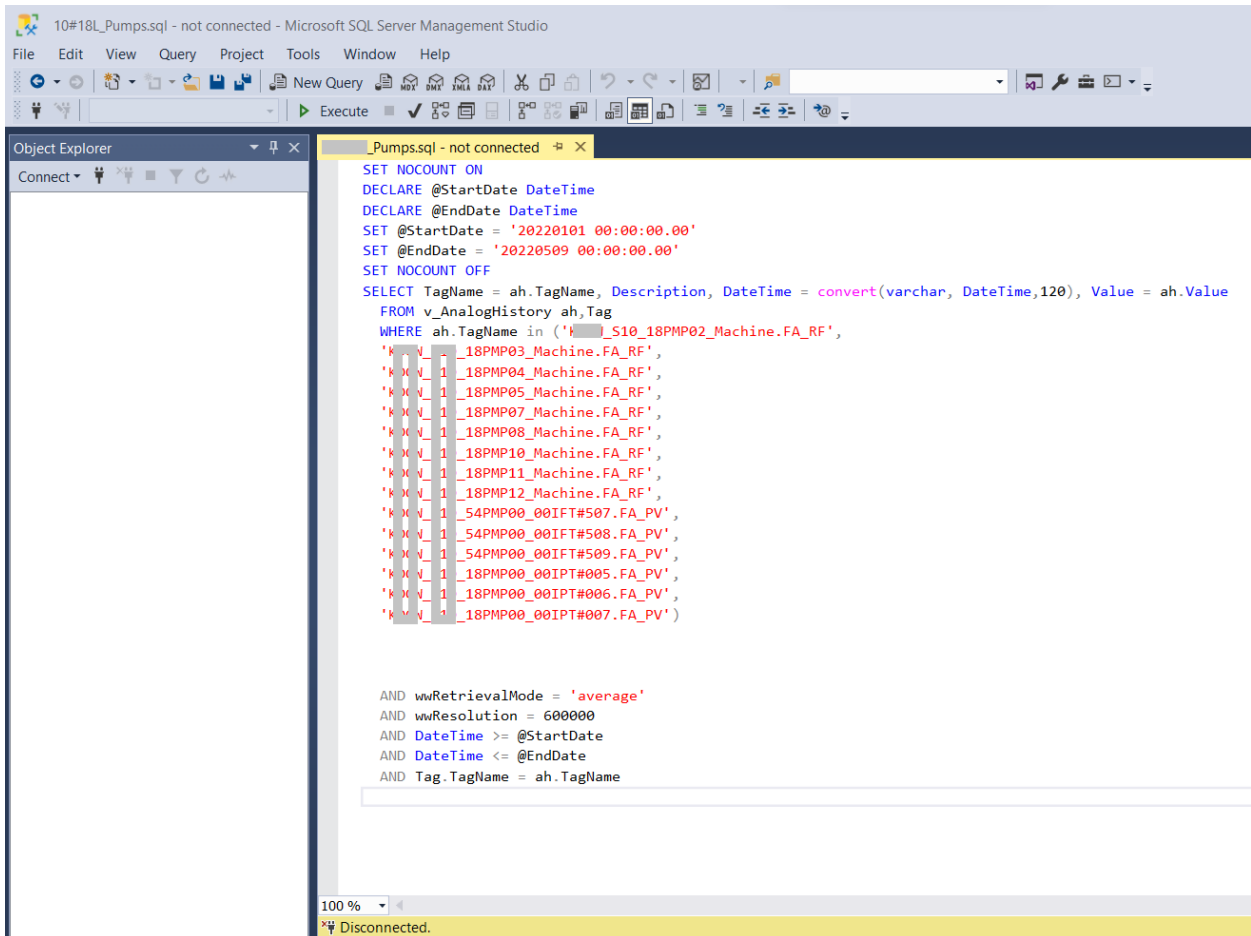 10#18L_Pumps.sql - not connected - Microsoft SQL Server Management Studio
File Edit View Query Project Tools Window Help
New Query MDX DMX XMLA DAX
Execute
Object Explorer
_Pumps.sql - not connected
Connect
SET NOCOUNT ON
DECLARE @StartDate DateTime
DECLARE @EndDate DateTime
SET @StartDate = '20220101 00:00:00.00'
SET @EndDate = '20220509 00:00:00.00'
SET NOCOUNT OFF
SELECT TagName = ah.TagName, Description, DateTime = convert(varchar, DateTime,120), Value = ah.Value
FROM v_AnalogHistory ah,Tag
WHERE ah.TagName in ('_S10_18PMP02_Machine.FA_RF',
_18PMP03_Machine.FA_RF',
_18PMP04_Machine.FA_RF',
_18PMP05_Machine.FA_RF',
_18PMP07_Machine.FA_RF',
_18PMP08_Machine.FA_RF',
_18PMP10_Machine.FA_RF',
_18PMP11_Machine.FA_RF',
_18PMP12_Machine.FA_RF',
_54PMP00_00IFT#507.FA_PV',
_54PMP00_00IFT#508.FA_PV',
_54PMP00_00IFT#509.FA_PV',
_18PMP00_00IPT#005.FA_PV',
_18PMP00_00IPT#006.FA_PV',
_18PMP00_00IPT#007.FA_PV')
AND wwRetrievalMode = 'average'
AND wwResolution = 600000
AND DateTime >= @StartDate
AND DateTime <= @EndDate
AND Tag.TagName = ah.TagName
100 %
Disconnected.